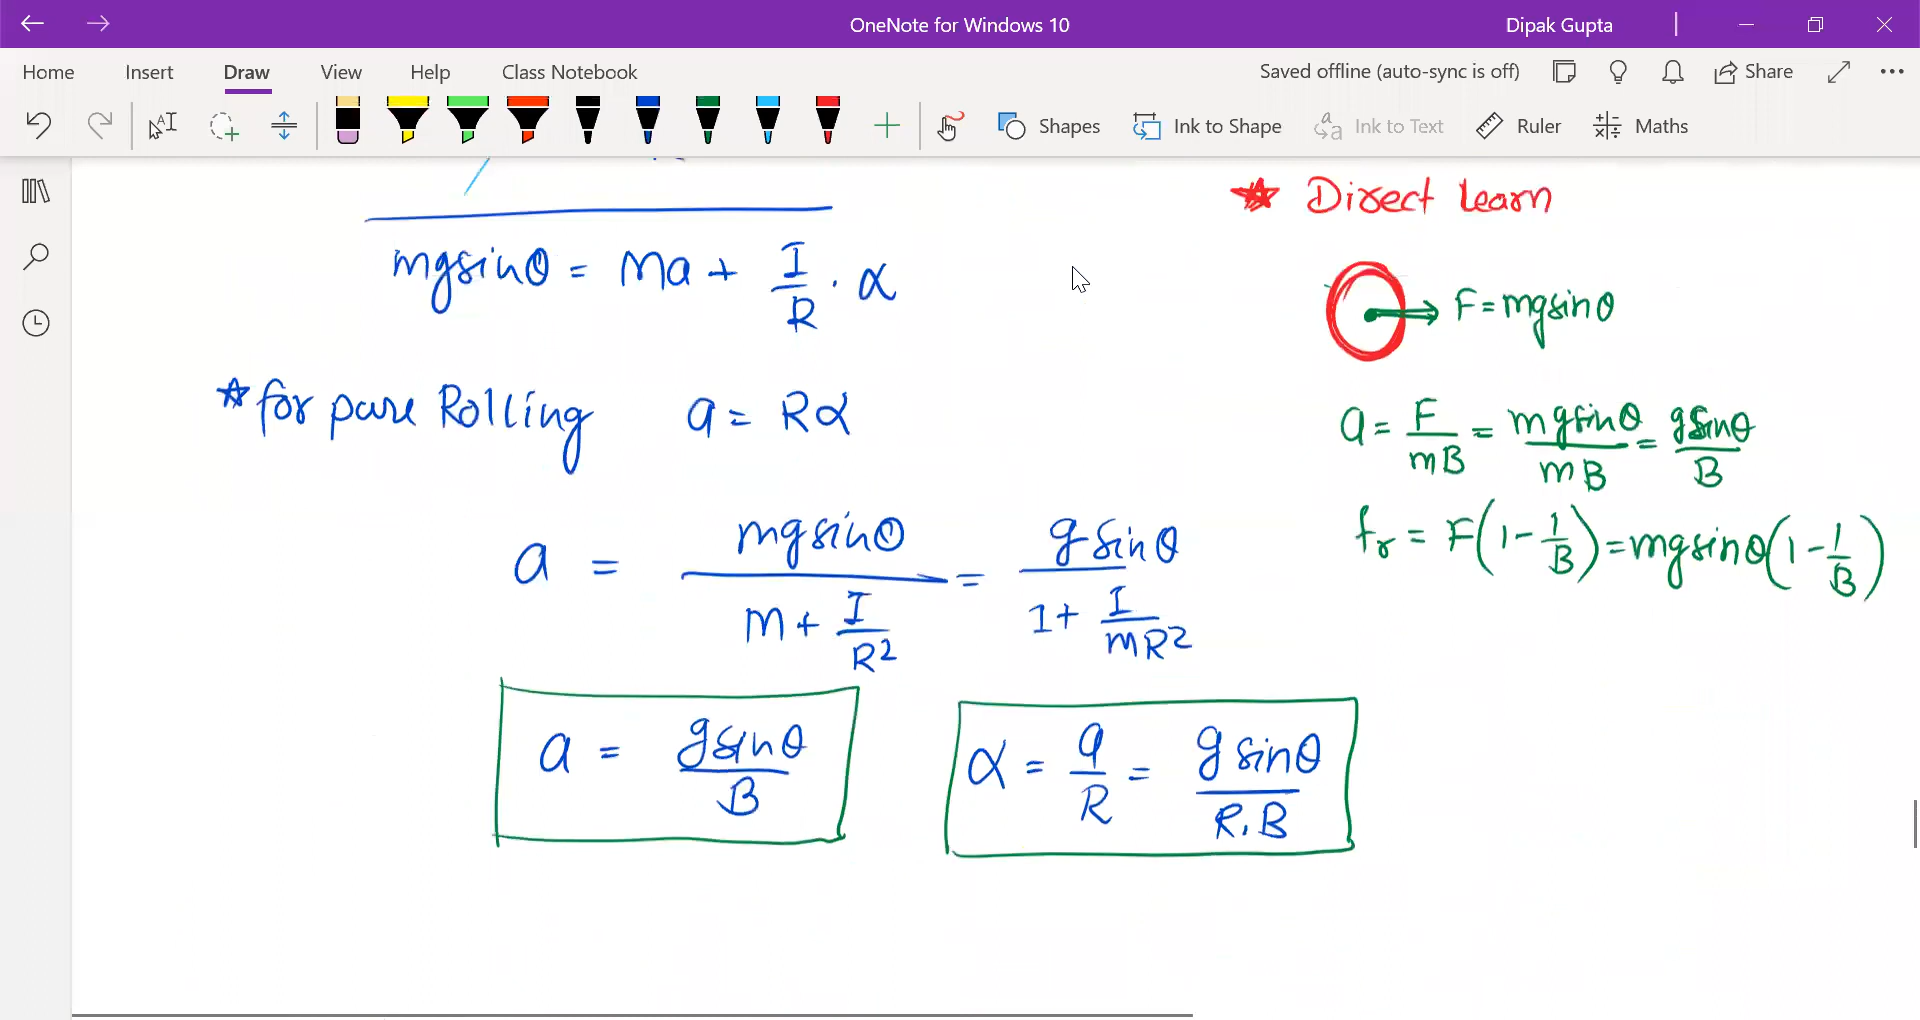 OneNote for Windows 10
Dipak Gupta
Home Insert Draw View Help Class Notebook
Saved offline (auto-sync is off) Share
Shapes Ink to Shape Ink to Text Ruler Maths
mgsinθ = ma + I/R · α
★ for pure Rolling a = Rα
a = mgsinθ/(m + I/R²) = gsinθ/(1 + I/mR²)
a = gsinθ/B
α = a/R = gsinθ/R.B
★ Direct learn
F = mgsinθ
a = F/mB = mgsinθ/mB = gsinθ/B
fr = F(1 - 1/B) = mgsinθ(1 - 1/B)